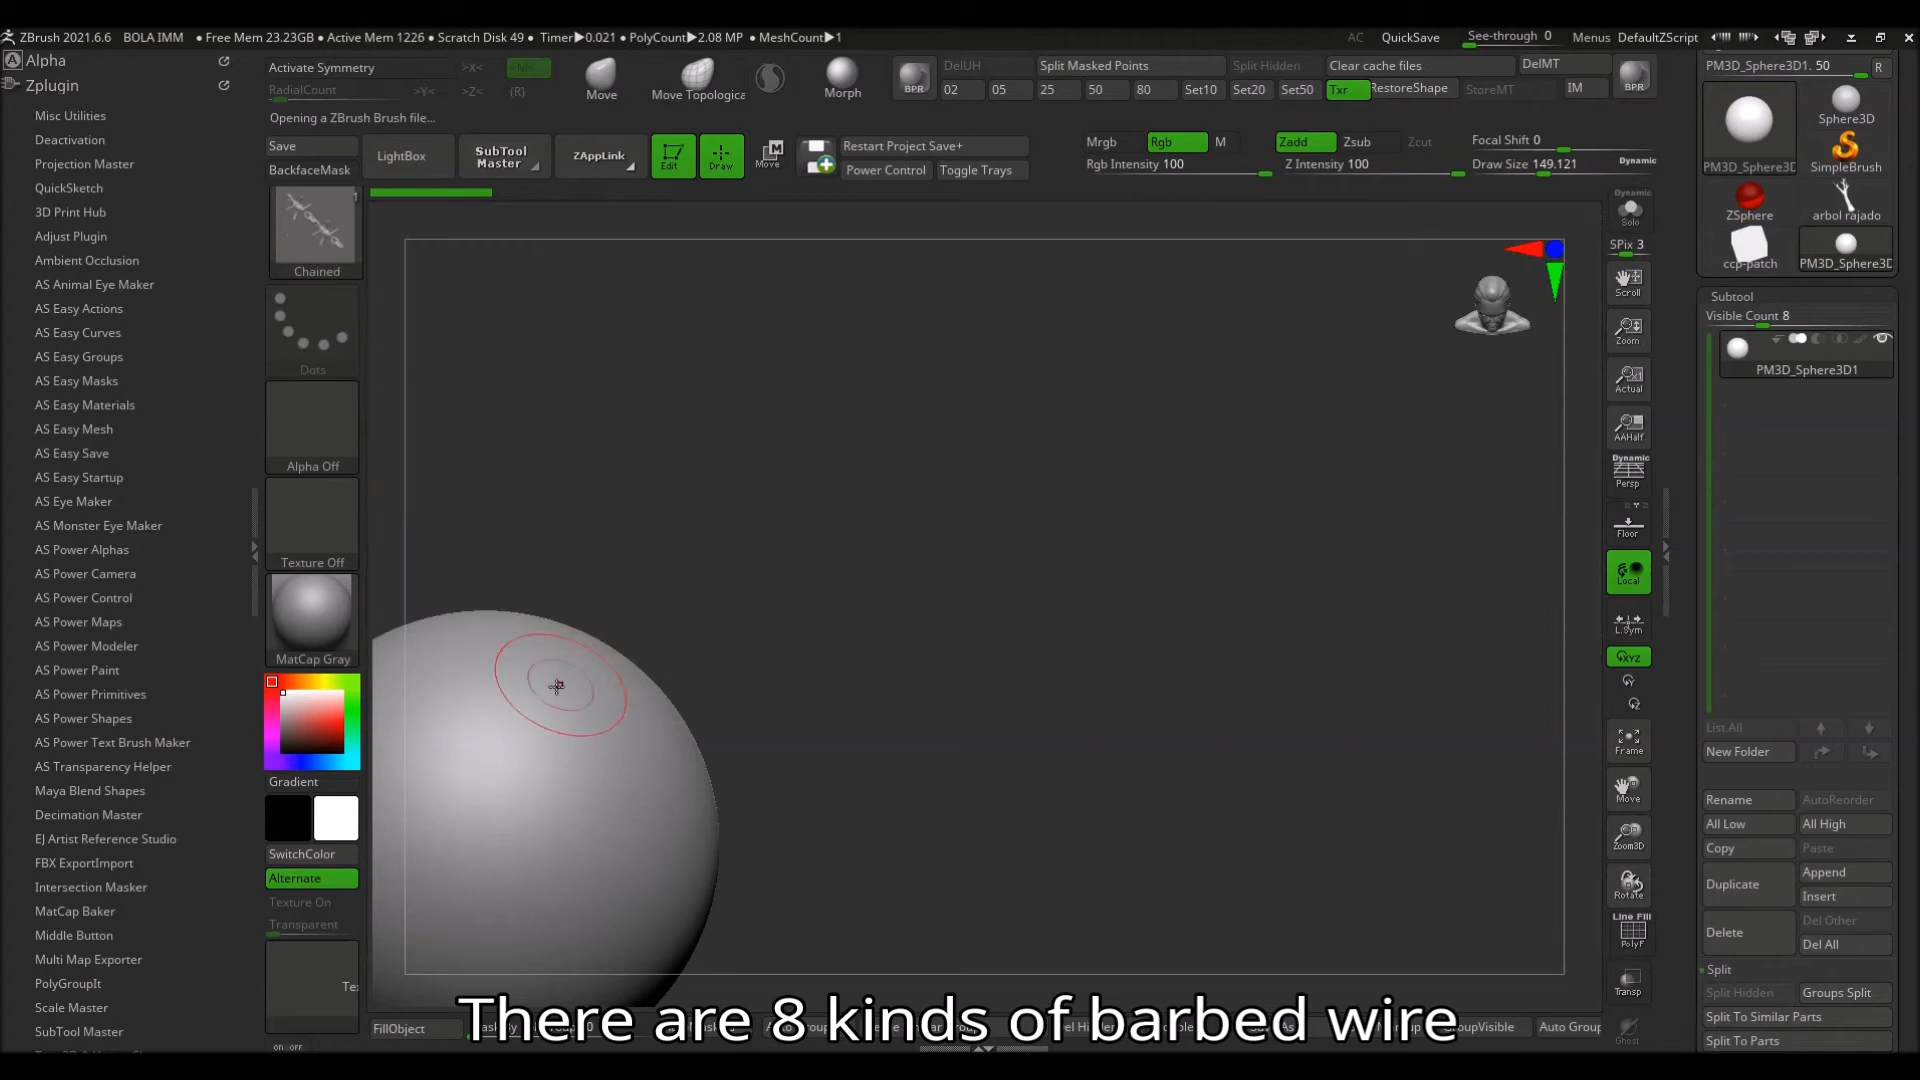 ZBrush 2021.6.6 BOLA IMM • Free Mem 23.23GB • Active Mem 1226 • Scratch Disk 49 • Timer▶0.021 • PolyCount▶2.08 MP • MeshCount▶1 AC QuickSave See-through 0 Menus DefaultZScript
Alpha
Zplugin
Misc Utilities
Deactivation
Projection Master
QuickSketch
3D Print Hub
Adjust Plugin
Ambient Occlusion
AS Animal Eye Maker
AS Easy Actions
AS Easy Curves
AS Easy Groups
AS Easy Masks
AS Easy Materials
AS Easy Mesh
AS Easy Save
AS Easy Startup
AS Eye Maker
AS Monster Eye Maker
AS Power Alphas
AS Power Camera
AS Power Control
AS Power Maps
AS Power Modeler
AS Power Paint
AS Power Primitives
AS Power Shapes
AS Power Text Brush Maker
AS Transparency Helper
Maya Blend Shapes
Decimation Master
EJ Artist Reference Studio
FBX ExportImport
Intersection Masker
MatCap Baker
Middle Button
Multi Map Exporter
PolyGroupIt
Scale Master
SubTool Master
Activate Symmetry >X< >M<
RadialCount >Y< >Z< (R)
Opening a ZBrush Brush file...
Move
Move Topologica
Morph
BPR
DelUH Split Masked Points Split Hidden Clear cache files DelMT
02 05 25 50 80 Set10 Set20 Set50 Txr RestoreShape StoreMT IM
BPR
Save
BackfaceMask
LightBox
SubTool
Master
ZAppLink
Edit
Draw
Move
Restart Project Save+
Power Control Toggle Trays
Mrgb Rgb M
Rgb Intensity 100
Zadd Zsub Zcut
Z Intensity 100
Focal Shift 0
Draw Size 149.121 Dynamic
1
Chained
Dots
Alpha Off
Texture Off
MatCap Gray
Gradient
SwitchColor
Alternate
Texture On
Transparent
Te
on off
Dynamic
Solo
SPix 3
Scroll
Zoom
Actual
AAHalf
Dynamic
Persp
Floor
Local
L.Sym
XYZ
Y
Z
Frame
Move
Zoom3D
Rotate
Line Fill
PolyF
Transp
Ghost
PM3D_Sphere3D1. 50 R
PM3D_Sphere3D
Sphere3D
SimpleBrush
ZSphere
arbol rajado
ccp-patch
PM3D_Sphere3D
Subtool
Visible Count 8
PM3D_Sphere3D1
List All
New Folder
Rename AutoReorder
All Low All High
Copy Paste
Duplicate Append
Insert
Delete Del Other
Del All
Split
Split Hidden Groups Split
Split To Similar Parts
Split To Parts
FillObject
GroupVisible Auto Group
There are 8 kinds of barbed wire